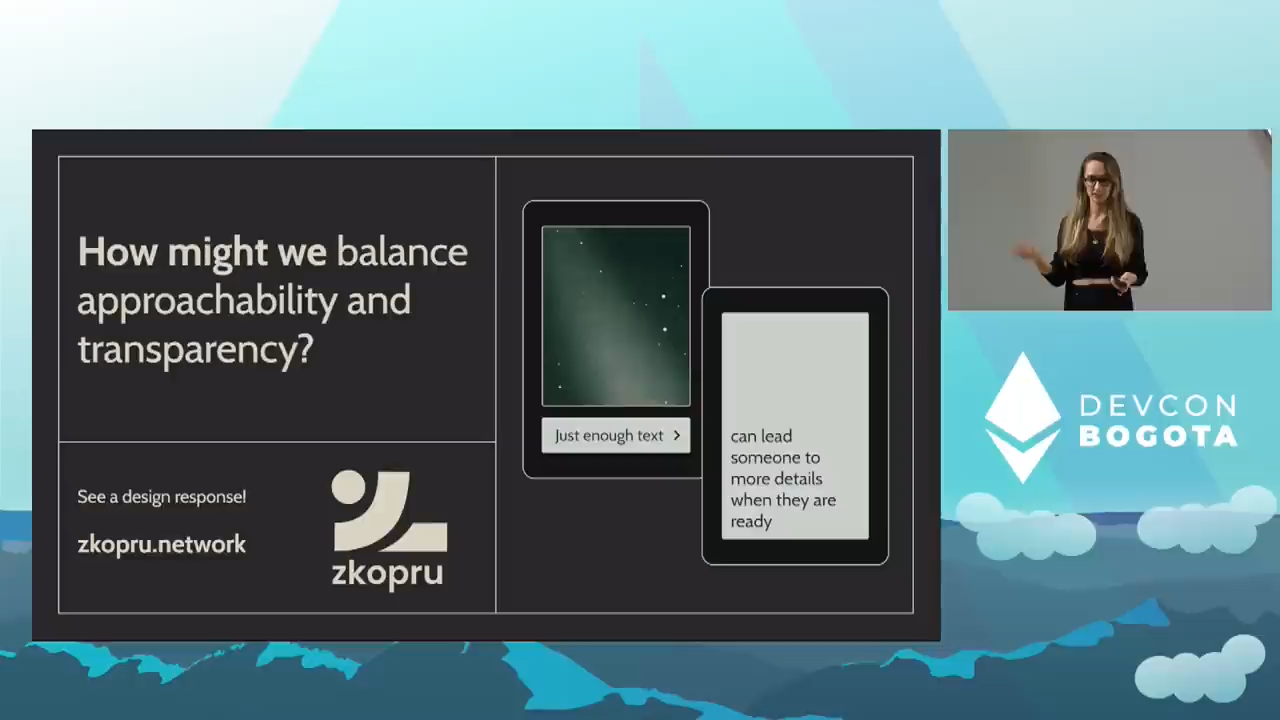 How might we balance
approachability and
transparency?
See a design response!
zkopru.network
zkopru
Just enough text
can lead
someone to
more details
when they are
ready
DEVCON
BOGOTA